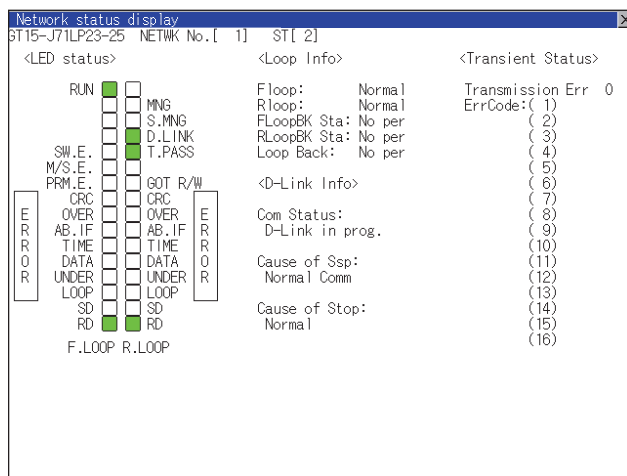 Network status display
GT15-J71LP23-25 NETWK No.[ 1] ST[ 2]
<LED status>
RUN
MNG
S.MNG
D.LINK
SW.E. T.PASS
M/S.E.
PRM.E. GOT R/W
CRC CRC
OVER OVER
AB.IF AB.IF
TIME TIME
DATA DATA
UNDER UNDER
LOOP LOOP
SD SD
RD RD
ERROR
ERROR
F.LOOP R.LOOP
<Loop Info>
Floop: Normal
Rloop: Normal
FLoopBK Sta: No per
RLoopBK Sta: No per
Loop Back: No per
<D-Link Info>
Com Status:
D-Link in prog.
Cause of Ssp:
Normal Comm
Cause of Stop:
Normal
<Transient Status>
Transmission Err 0
ErrCode:( 1)
( 2)
( 3)
( 4)
( 5)
( 6)
( 7)
( 8)
( 9)
(10)
(11)
(12)
(13)
(14)
(15)
(16)